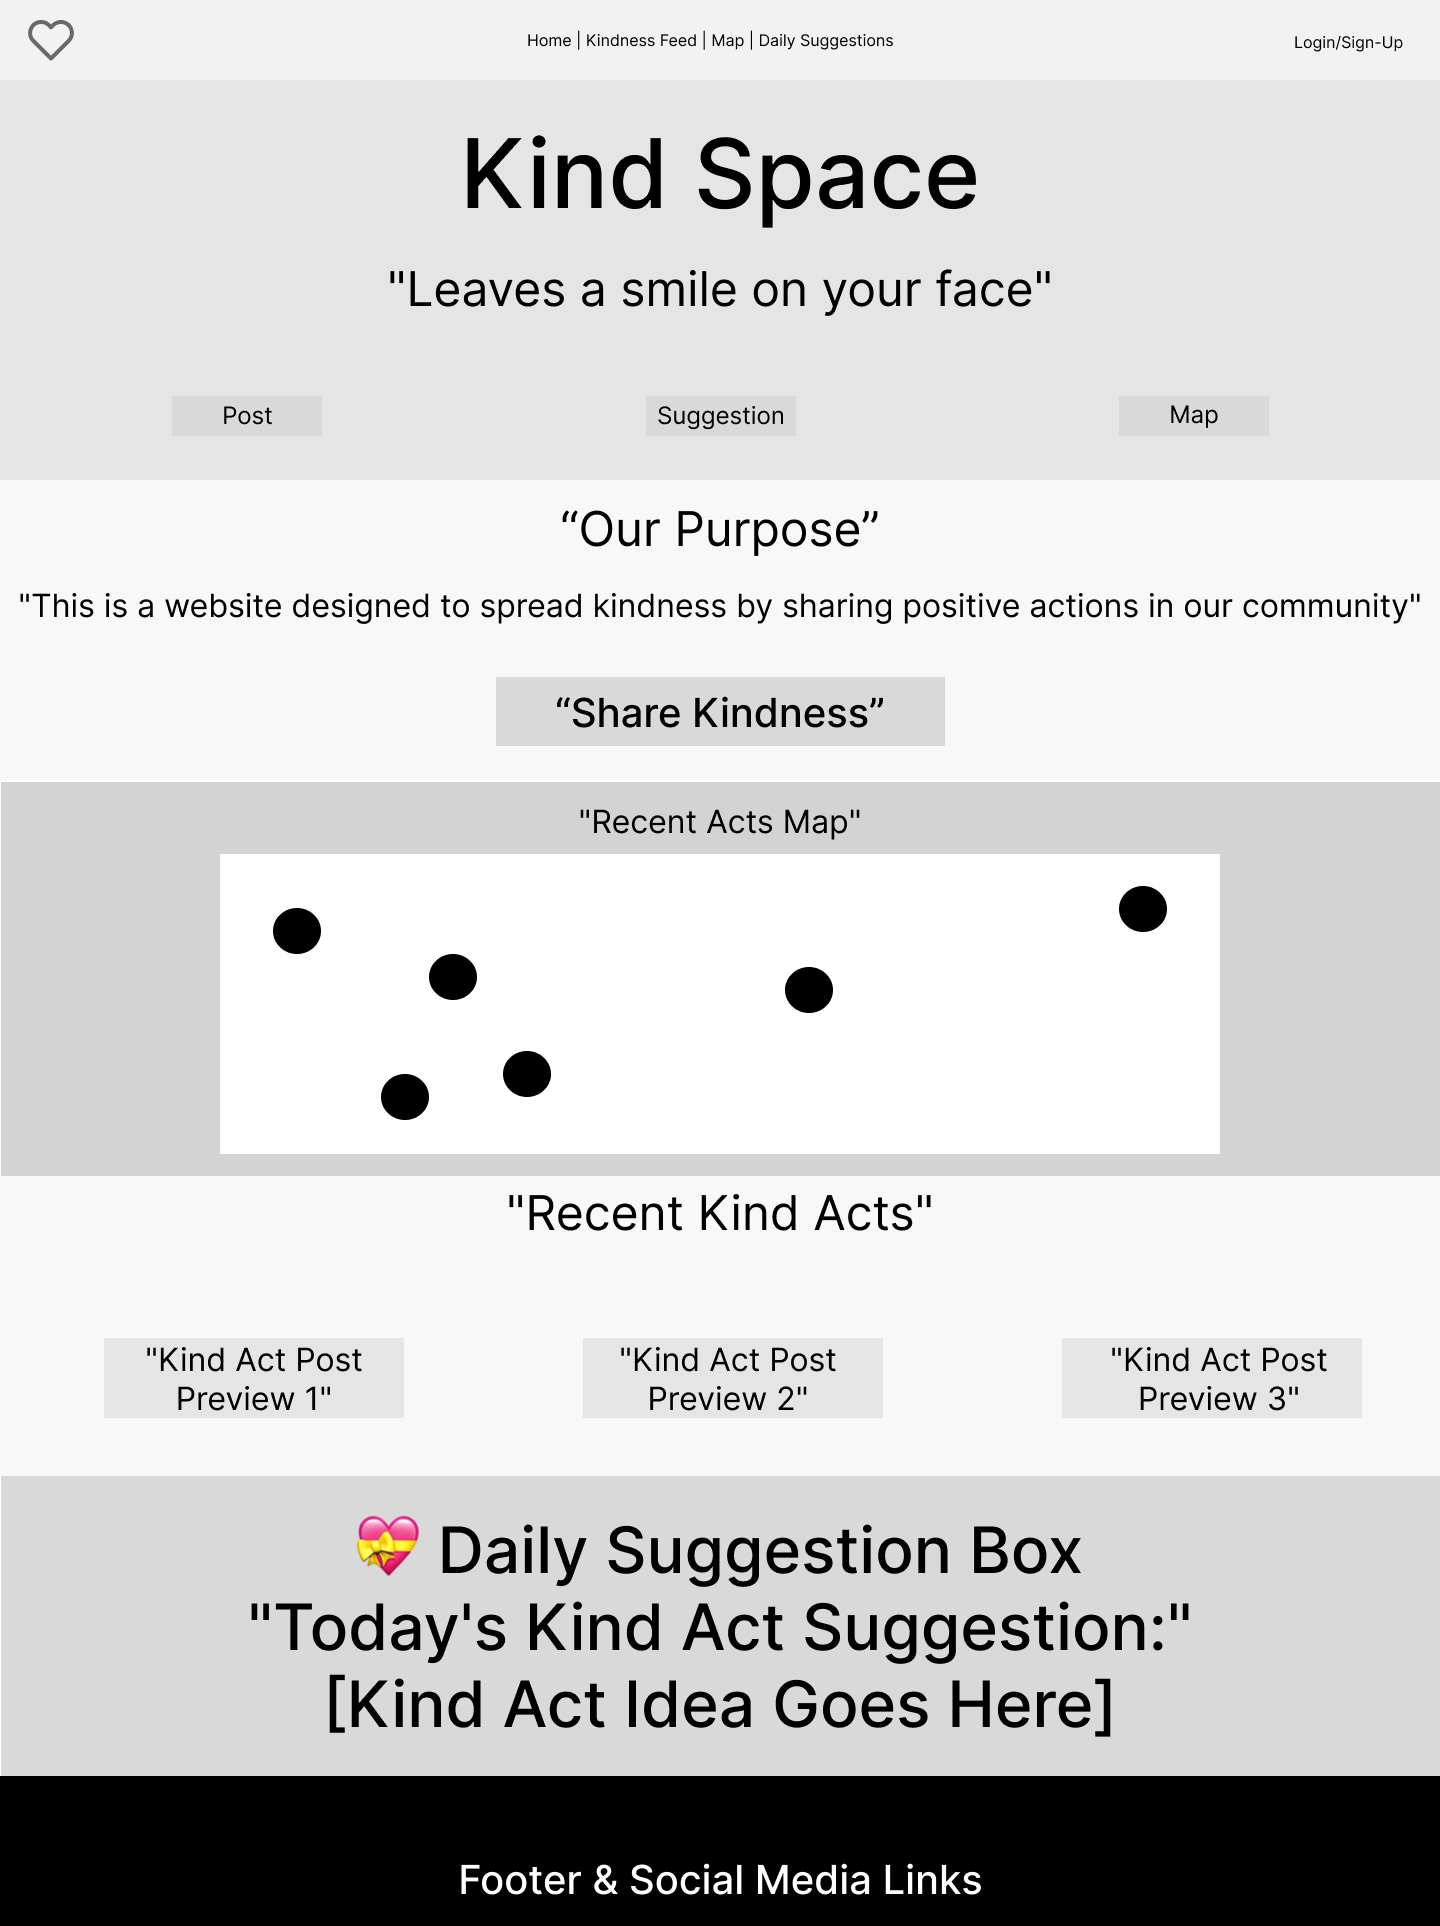 Home | Kindness Feed | Map | Daily Suggestions
Login/Sign-Up
Kind Space
"Leaves a smile on your face"
Post
Suggestion
Map
“Our Purpose”
"This is a website designed to spread kindness by sharing positive actions in our community"
“Share Kindness”
"Recent Acts Map"
"Recent Kind Acts"
"Kind Act Post
Preview 1"
"Kind Act Post
Preview 2"
"Kind Act Post
Preview 3"
💝 Daily Suggestion Box
"Today's Kind Act Suggestion:"
[Kind Act Idea Goes Here]
Footer & Social Media Links